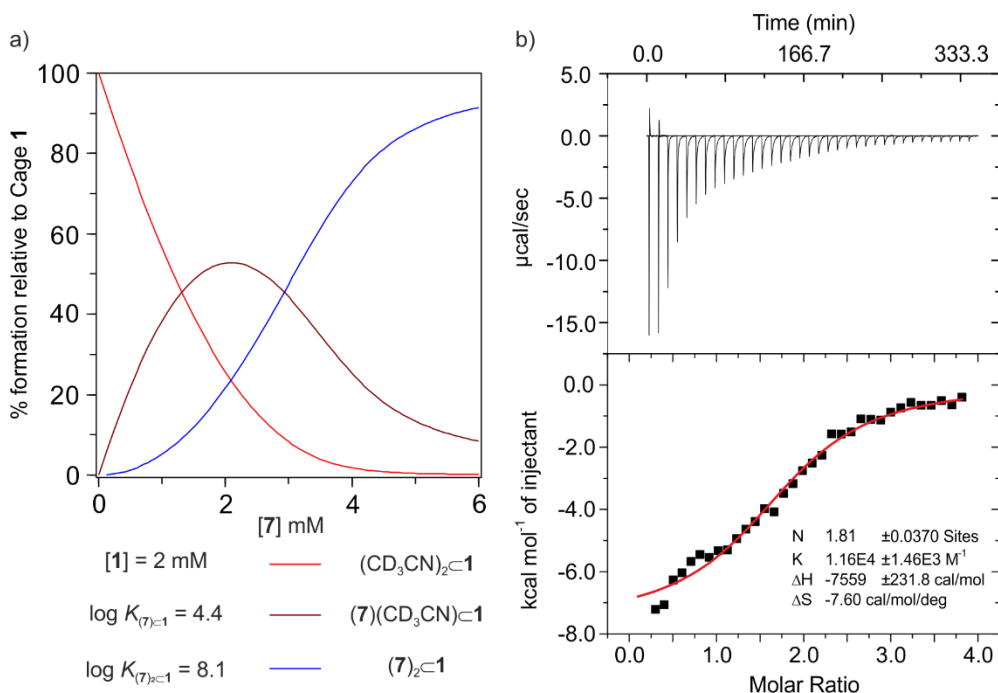 a)
100
80
60
40
20
0
% formation relative to Cage 1
0 2 4 6
[7] mM
[1] = 2 mM
(CD₃CN)₂⊂1
log K₍₇₎⊂₁ = 4.4
(7)(CD₃CN)⊂1
log K₍₇₎₂⊂₁ = 8.1
(7)₂⊂1
b)
Time (min)
0.0 166.7 333.3
5.0
0.0
-5.0
-10.0
-15.0
µcal/sec
0.0
-2.0
-4.0
-6.0
-8.0
kcal mol⁻¹ of injectant
N 1.81 ±0.0370 Sites
K 1.16E4 ±1.46E3 M⁻¹
ΔH -7559 ±231.8 cal/mol
ΔS -7.60 cal/mol/deg
0.0 1.0 2.0 3.0 4.0
Molar Ratio